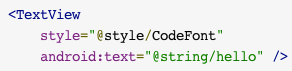 <TextView
    style="@style/CodeFont"
    android:text="@string/hello" />